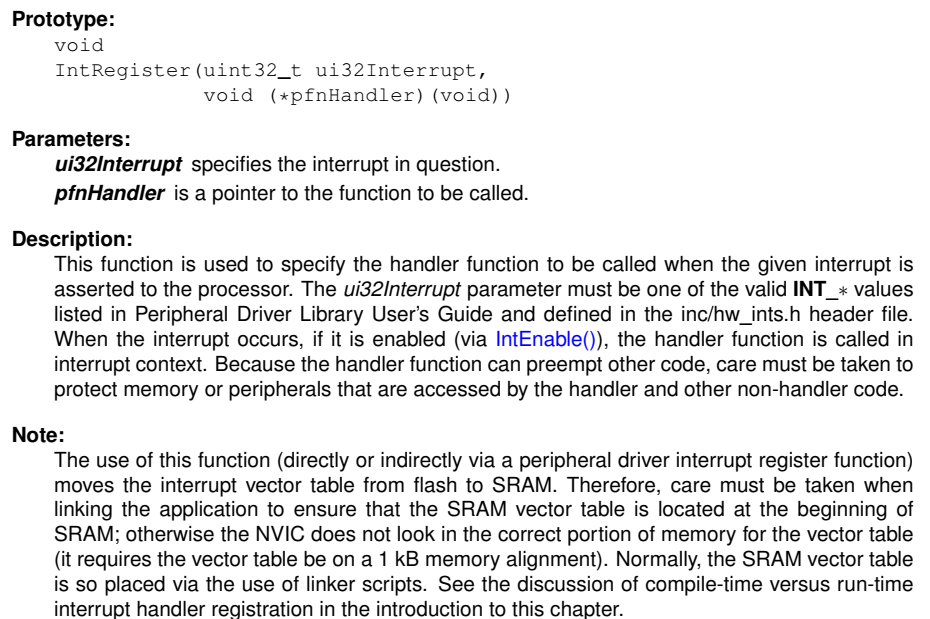 Prototype:
void
IntRegister(uint32_t ui32Interrupt,
void (*pfnHandler)(void))
Parameters:
ui32Interrupt specifies the interrupt in question.
pfnHandler is a pointer to the function to be called.
Description:
This function is used to specify the handler function to be called when the given interrupt is
asserted to the processor. The ui32Interrupt parameter must be one of the valid INT_∗ values
listed in Peripheral Driver Library User's Guide and defined in the inc/hw_ints.h header file.
When the interrupt occurs, if it is enabled (via IntEnable()), the handler function is called in
interrupt context. Because the handler function can preempt other code, care must be taken to
protect memory or peripherals that are accessed by the handler and other non-handler code.
Note:
The use of this function (directly or indirectly via a peripheral driver interrupt register function)
moves the interrupt vector table from flash to SRAM. Therefore, care must be taken when
linking the application to ensure that the SRAM vector table is located at the beginning of
SRAM; otherwise the NVIC does not look in the correct portion of memory for the vector table
(it requires the vector table be on a 1 kB memory alignment). Normally, the SRAM vector table
is so placed via the use of linker scripts. See the discussion of compile-time versus run-time
interrupt handler registration in the introduction to this chapter.